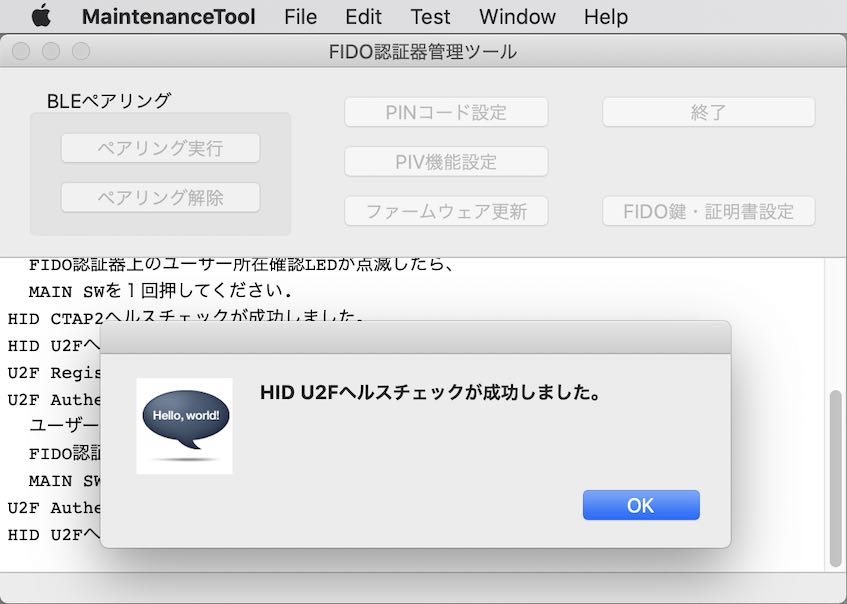 MaintenanceTool File Edit Test Window Help
FIDO認証器管理ツール
BLEペアリング
ペアリング実行
ペアリング解除
PINコード設定
PIV機能設定
ファームウェア更新
終了
FIDO鍵・証明書設定
FIDO認証器上のユーザー所在確認LEDが点滅したら、
MAIN SWを１回押してください.
HID CTAP2ヘルスチェックが成功しました。
HID U2Fヘ
U2F Regis
U2F Authe
ユーザー
FIDO認証
MAIN SW
U2F Authe
HID U2Fヘ
Hello, world!
HID U2Fヘルスチェックが成功しました。
OK